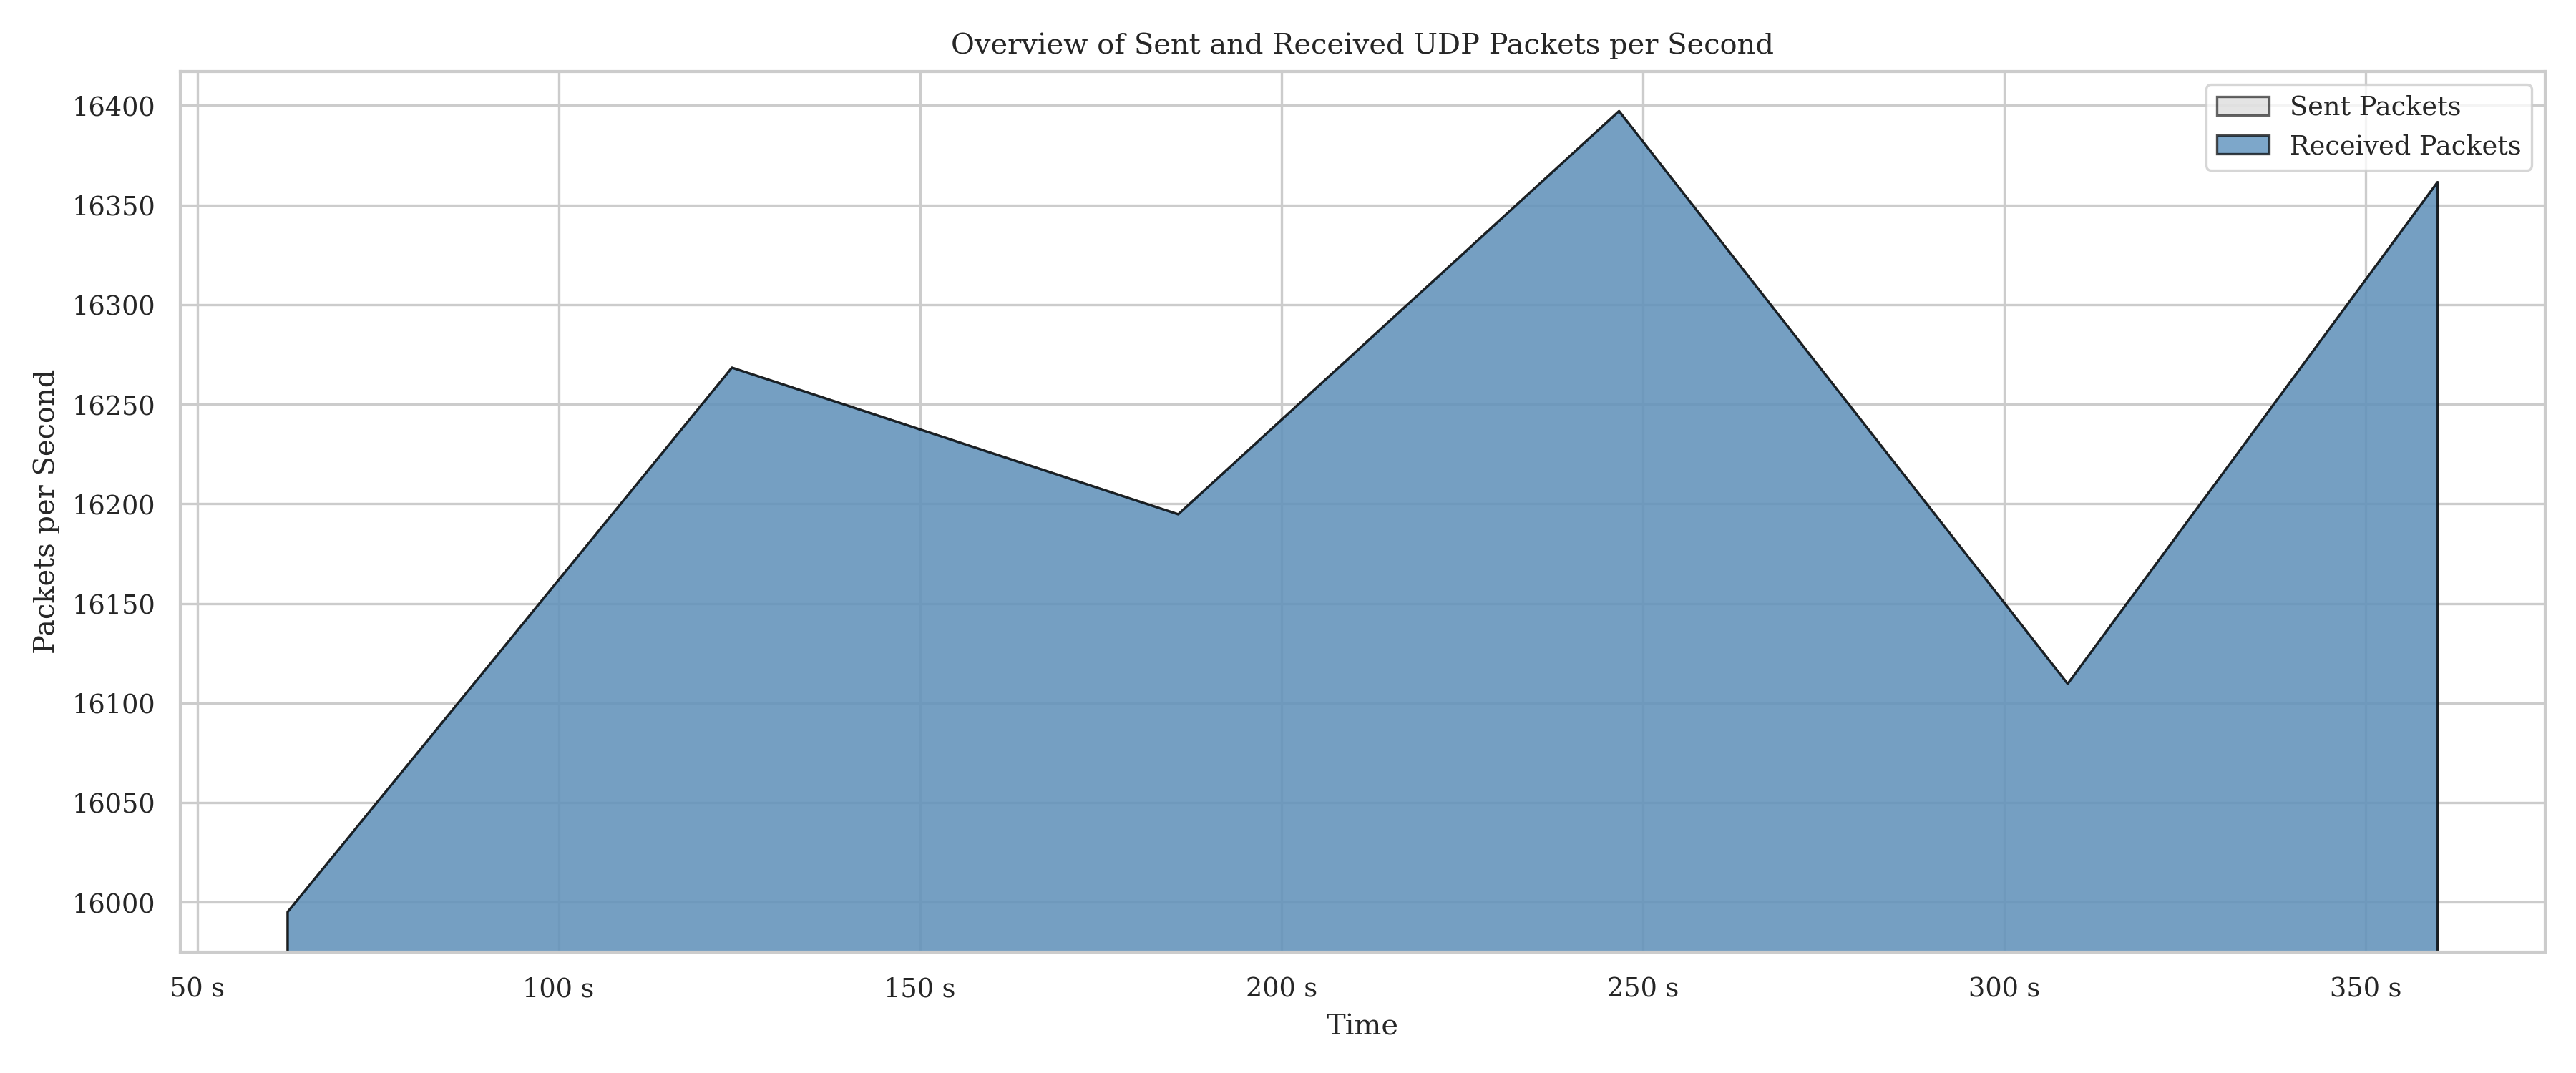 Overview of Sent and Received UDP Packets per Second
Sent Packets
Received Packets
Packets per Second
16400
16350
16300
16250
16200
16150
16100
16050
16000
50 s
100 s
150 s
200 s
250 s
300 s
350 s
Time